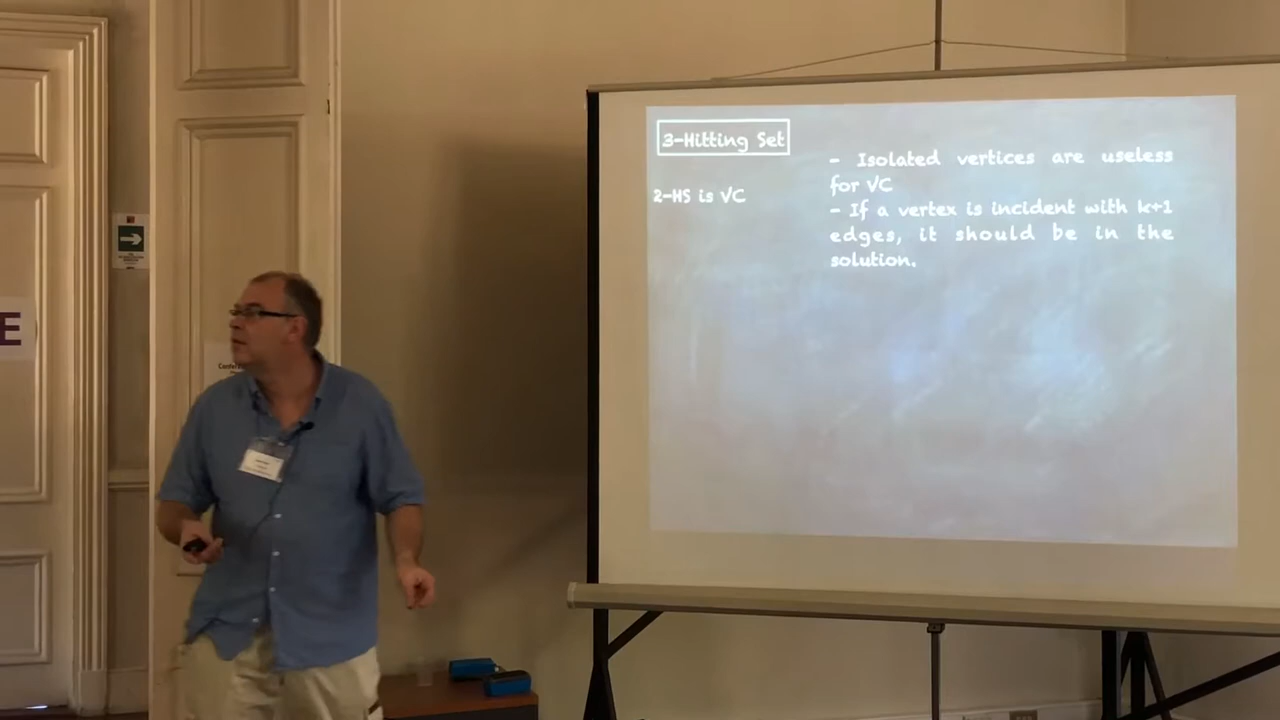 3-Hitting Set
2-HS is VC
- Isolated vertices are useless
for VC
- If a vertex is incident with k+1
edges, it should be in the
solution.
E